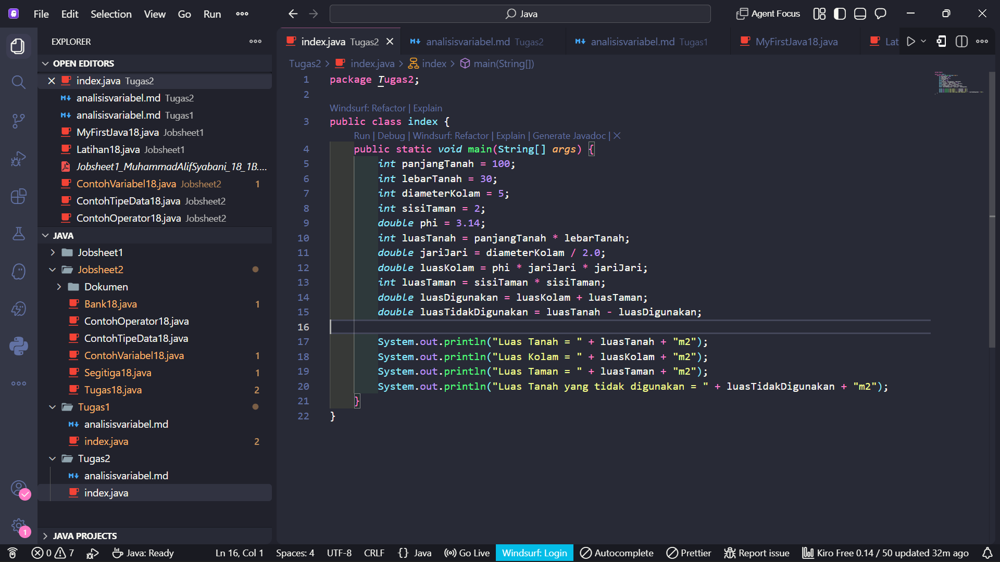 File Edit Selection View Go Run
Java
Agent Focus
EXPLORER
OPEN EDITORS
index.java Tugas2
analisisvariabel.md Tugas2
analisisvariabel.md Tugas1
MyFirstJava18.java Jobsheet1
Latihan18.java Jobsheet1
Jobsheet1_MuhammadAlifSyabani_18_1B....
ContohVariabel18.java Jobsheet2 1
ContohTipeData18.java Jobsheet2
ContohOperator18.java Jobsheet2
JAVA
Jobsheet1
Jobsheet2
Dokumen
Bank18.java 1
ContohOperator18.java
ContohTipeData18.java
ContohVariabel18.java 1
Segitiga18.java 1
Tugas18.java 2
Tugas1
analisisvariabel.md
index.java 2
Tugas2
analisisvariabel.md
index.java
JAVA PROJECTS
1
index.java Tugas2 analisisvariabel.md Tugas2 analisisvariabel.md Tugas1 MyFirstJava18.java Lat
Tugas2 > index.java > index > main(String[])
1 package Tugas2;
2
Windsurf: Refactor | Explain
3 public class index {
Run | Debug | Windsurf: Refactor | Explain | Generate Javadoc | ×
4 public static void main(String[] args) {
5 int panjangTanah = 100;
6 int lebarTanah = 30;
7 int diameterKolam = 5;
8 int sisiTaman = 2;
9 double phi = 3.14;
10 int luasTanah = panjangTanah * lebarTanah;
11 double jariJari = diameterKolam / 2.0;
12 double luasKolam = phi * jariJari * jariJari;
13 int luasTaman = sisiTaman * sisiTaman;
14 double luasDigunakan = luasKolam + luasTaman;
15 double luasTidakDigunakan = luasTanah - luasDigunakan;
16
17 System.out.println("Luas Tanah = " + luasTanah + "m2");
18 System.out.println("Luas Kolam = " + luasKolam + "m2");
19 System.out.println("Luas Taman = " + luasTaman + "m2");
20 System.out.println("Luas Tanah yang tidak digunakan = " + luasTidakDigunakan + "m2");
21 }
22 }
0 7 Java: Ready Ln 16, Col 1 Spaces: 4 UTF-8 CRLF {} Java Go Live Windsurf: Login Autocomplete Prettier Report issue Kiro Free 0.14 / 50 updated 32m ago